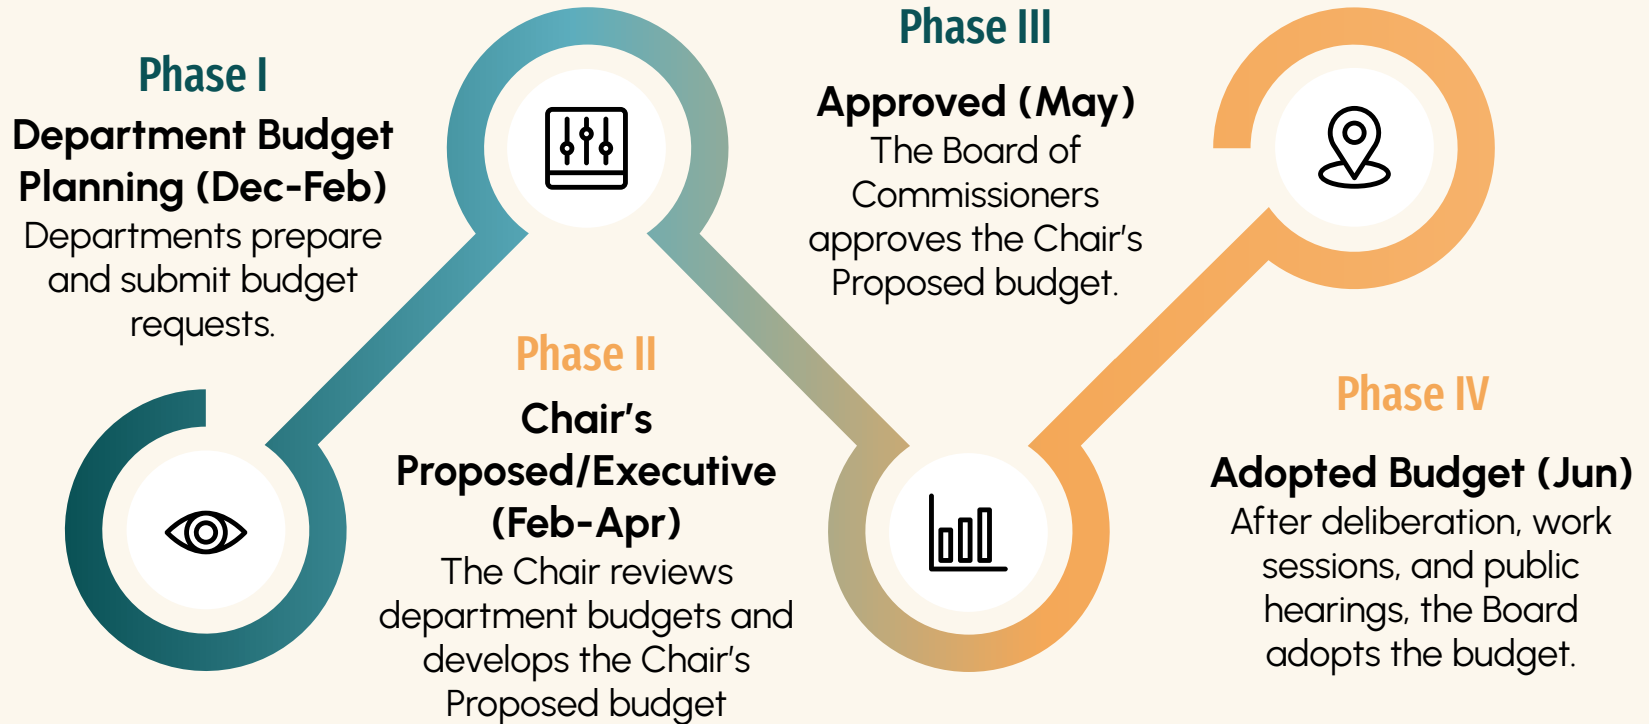 Phase I
Department Budget
Planning (Dec-Feb)
Departments prepare
and submit budget
requests.
Phase II
Chair's
Proposed/Executive
(Feb-Apr)
The Chair reviews
department budgets and
develops the Chair's
Proposed budget
Phase III
Approved (May)
The Board of
Commissioners
approves the Chair's
Proposed budget.
Phase IV
Adopted Budget (Jun)
After deliberation, work
sessions, and public
hearings, the Board
adopts the budget.